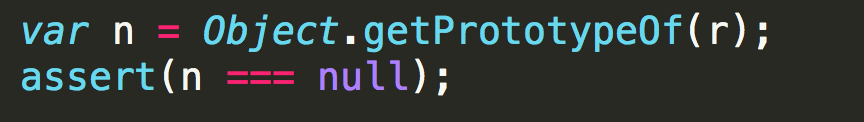 var n = Object.getPrototypeOf(r);
assert(n === null);